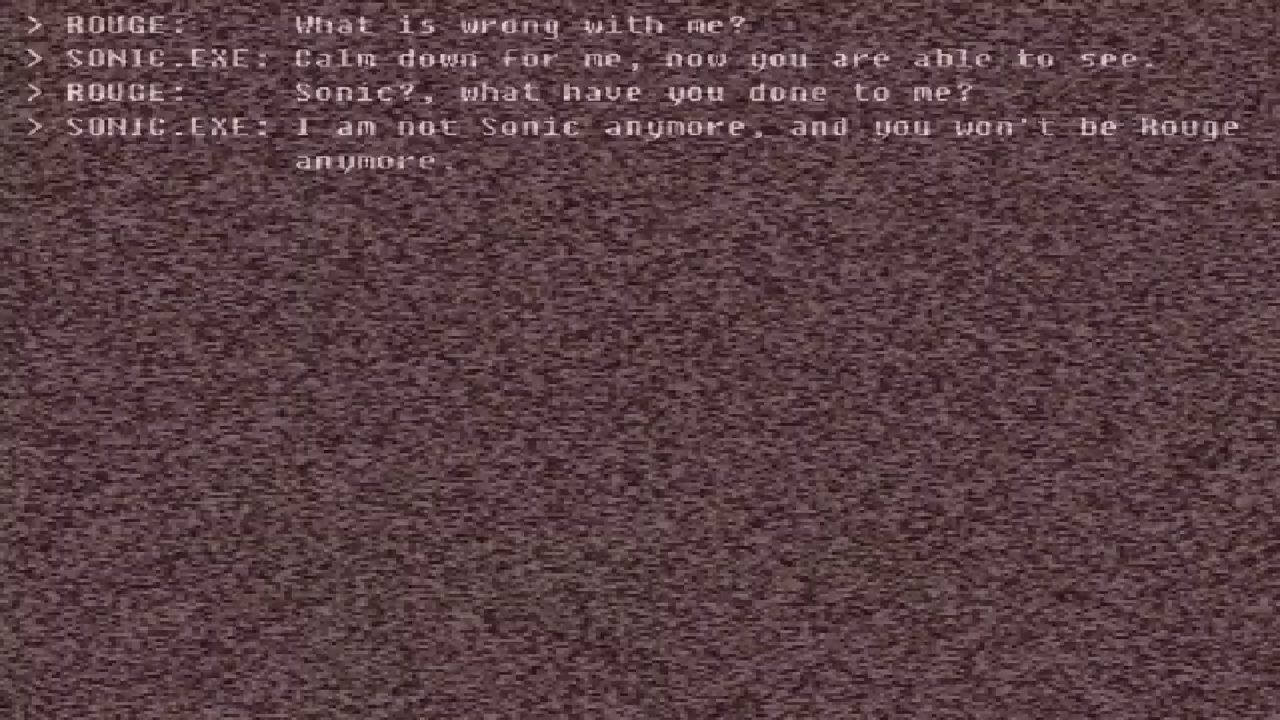 > ROUGE: What is wrong with me?
> SONIC.EXE: Calm down for me, now you are able to see.
> ROUGE: Sonic?, what have you done to me?
> SONIC.EXE: I am not Sonic anymore, and you won't be Rouge
anymore.